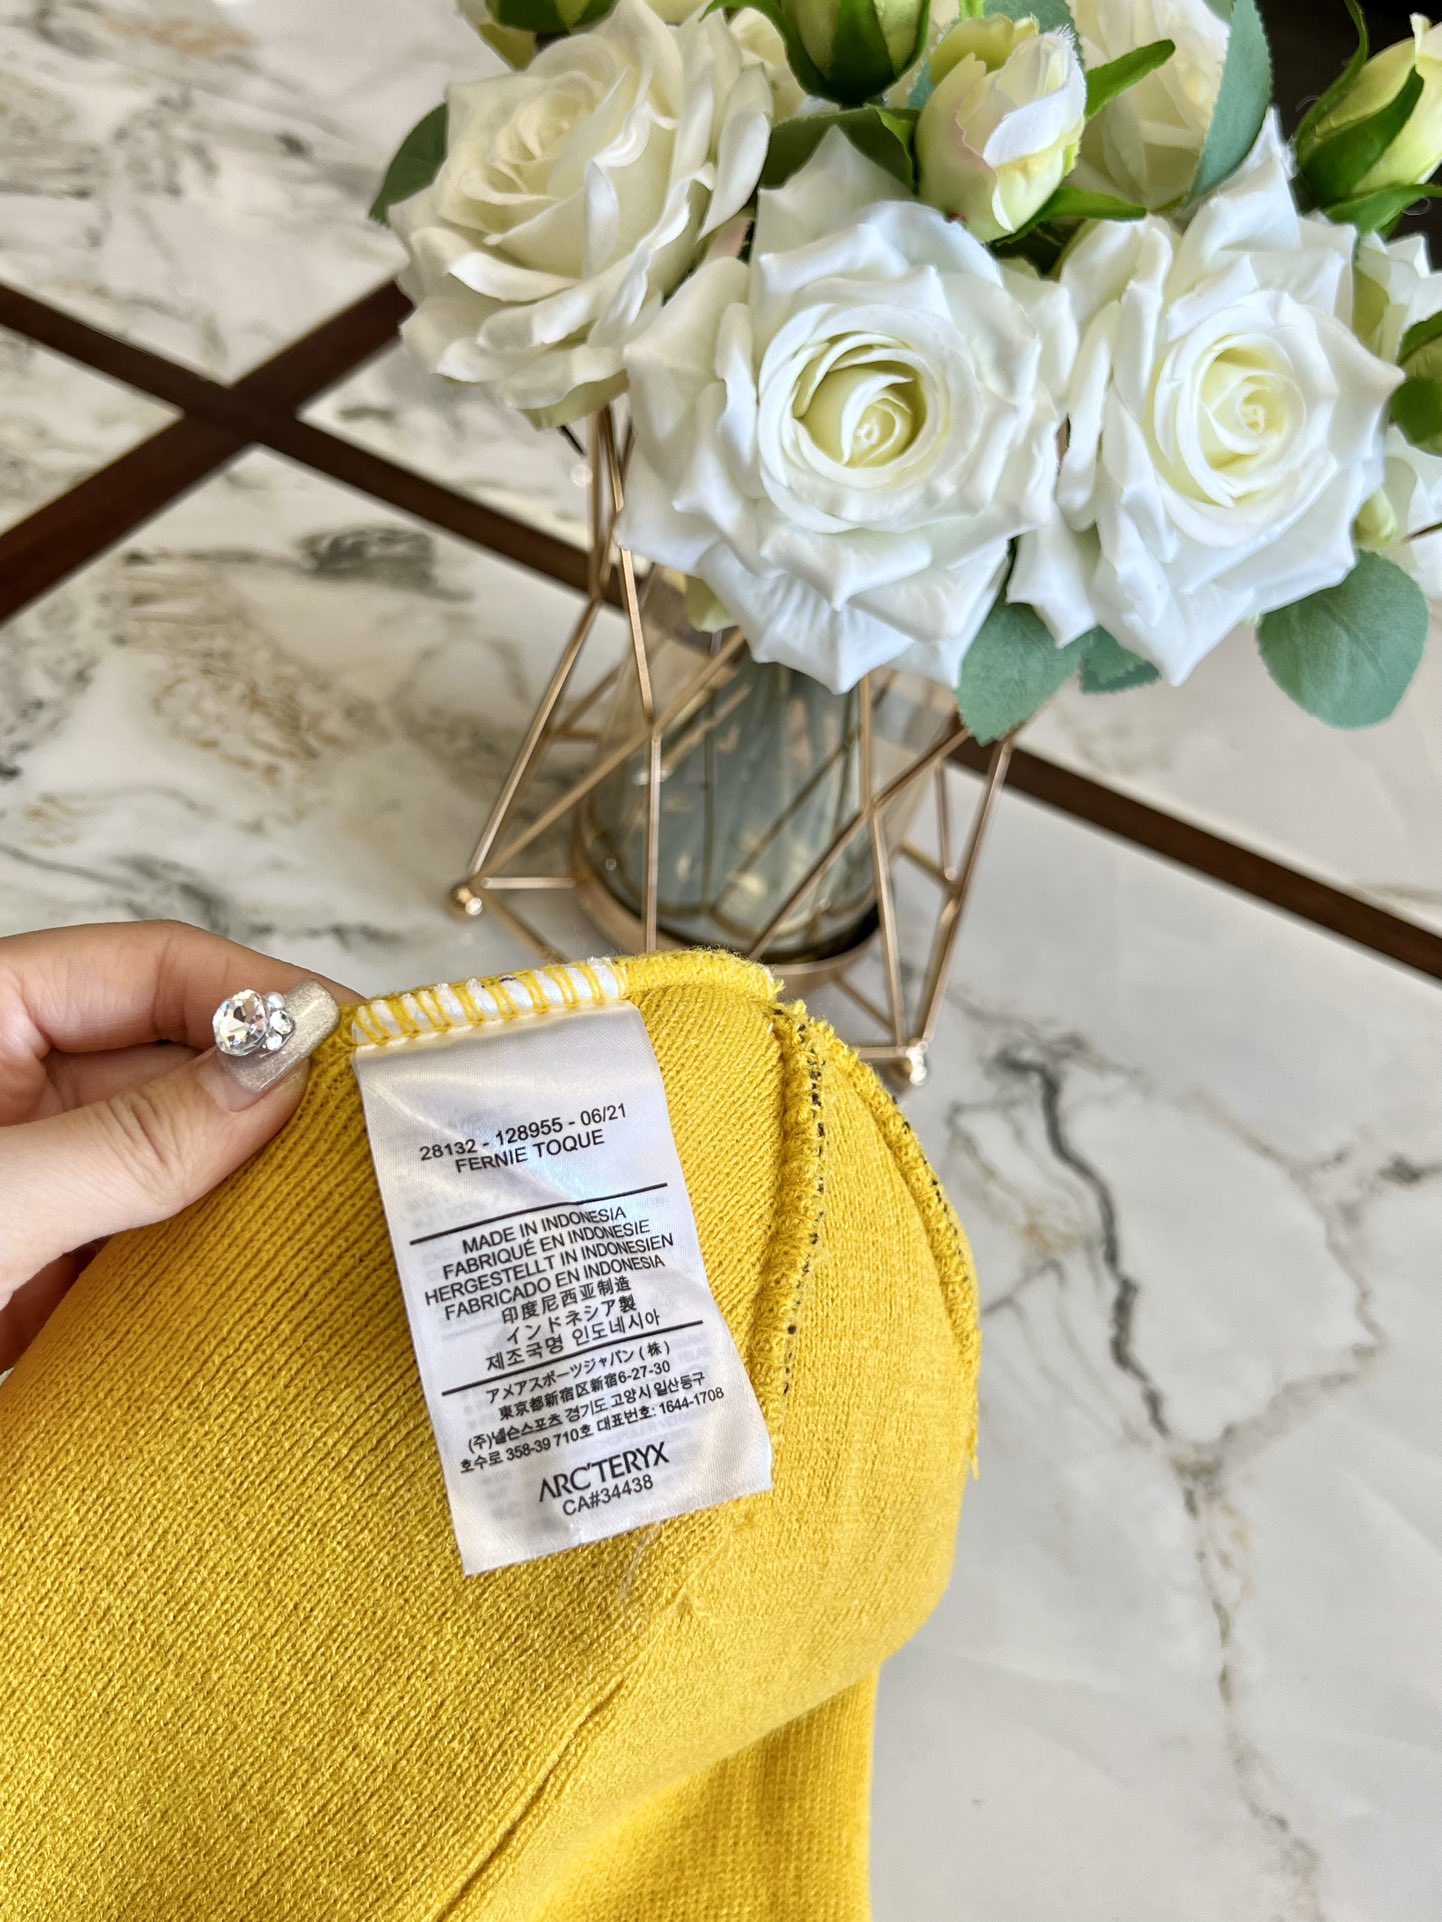 28132 - 128955 - 06/21
FERNIE TOQUE
MADE IN INDONESIA
FABRIQUÉ EN INDONESIE
HERGESTELLT IN INDONESIEN
FABRICADO EN INDONESIA
印度尼西亚制造
インドネシア製
제조국명 인도네시아
アメアスポーツジャパン(株)
東京都新宿区新宿6-27-30
(주)넬슨스포츠 경기도 고양시 일산동구
호수로 358-39 710호 대표번호: 1644-1708
ARC'TERYX
CA#34438